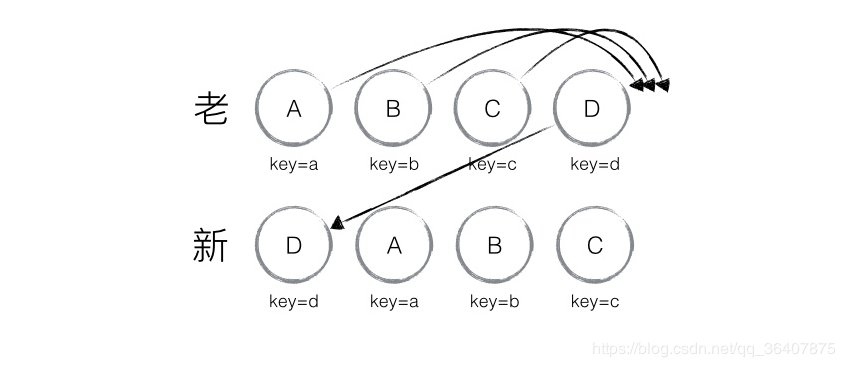 老 A B C D
key=a key=b key=c key=d
新 D A B C
key=d key=a key=b key=c
https://blog.csdn.net/qq_36407875